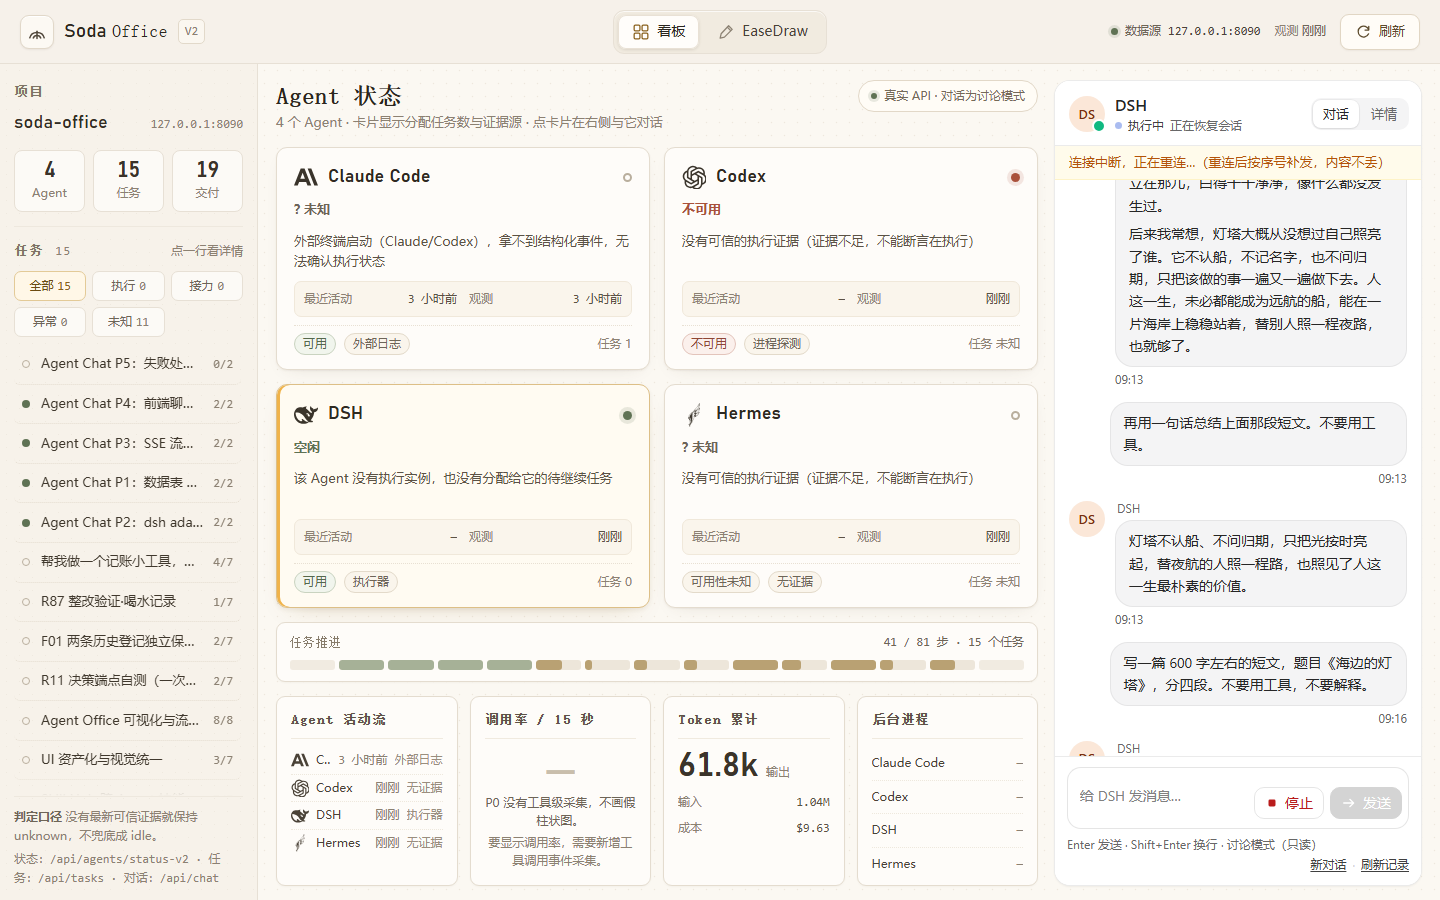 Soda Office V2
看板
EaseDraw
数据源 127.0.0.1:8090 观测 刚刚
刷新
项目
soda-office 127.0.0.1:8090
4
Agent
15
任务
19
交付
任务 15 点一行看详情
全部 15
执行 0
接力 0
异常 0
未知 11
Agent Chat P5：失败处... 0/2
Agent Chat P4：前端聊... 2/2
Agent Chat P3：SSE 流... 2/2
Agent Chat P1：数据表 ... 2/2
Agent Chat P2：dsh ada... 2/2
帮我做一个记账小工具，... 4/7
R87 整改验证·喝水记录 1/7
F01 两条历史登记独立保... 2/7
R11 决策端点自测（一次... 2/7
Agent Office 可视化与流... 8/8
UI 资产化与视觉统一 3/7
判定口径 没有最新可信证据就保持
unknown，不兜底成 idle。
状态：/api/agents/status-v2 · 任
务：/api/tasks · 对话：/api/chat
Agent 状态
4 个 Agent · 卡片显示分配任务数与证据源 · 点卡片在右侧与它对话
真实 API · 对话为讨论模式
Claude Code
? 未知
外部终端启动（Claude/Codex），拿不到结构化事件，无
法确认执行状态
最近活动 3 小时前 观测 3 小时前
可用 外部日志 任务 1
Codex
不可用
没有可信的执行证据（证据不足，不能断言在执行）
最近活动 – 观测 刚刚
不可用 进程探测 任务 未知
DSH
空闲
该 Agent 没有执行实例，也没有分配给它的待继续任务
最近活动 – 观测 刚刚
可用 执行器 任务 0
Hermes
? 未知
没有可信的执行证据（证据不足，不能断言在执行）
最近活动 – 观测 刚刚
可用性未知 无证据 任务 未知
任务推进 41 / 81 步 · 15 个任务
Agent 活动流
C.. 3 小时前 外部日志
Codex 刚刚 无证据
DSH 刚刚 执行器
Hermes 刚刚 无证据
调用率 / 15 秒
—
P0 没有工具级采集，不画假
柱状图。
要显示调用率，需要新增工
具调用事件采集。
Token 累计
61.8k 输出
输入 1.04M
成本 $9.63
后台进程
Claude Code –
Codex –
DSH –
Hermes –
DS
DSH
执行中 正在恢复会话
对话
详情
连接中断，正在重连...（重连后按序号补发，内容不丢）
立在那儿，白得干干净净，像什么都没发
生过。
后来我常想，灯塔大概从没想过自己照亮
了谁。它不认船，不记名字，也不问归
期，只把该做的事一遍又一遍做下去。人
这一生，未必都能成为远航的船，能在一
片海岸上稳稳站着，替别人照一程夜路，
也就够了。
09:13
再用一句话总结上面那段短文。不要用工
具。
09:13
DS
DSH
灯塔不认船、不问归期，只把光按时亮
起，替夜航的人照一程路，也照见了人这
一生最朴素的价值。
09:13
写一篇 600 字左右的短文，题目《海边的灯
塔》，分四段。不要用工具，不要解释。
09:16
DS
DSH
给 DSH 发消息...
停止
发送
Enter 发送 · Shift+Enter 换行 · 讨论模式（只读）
新对话 · 刷新记录